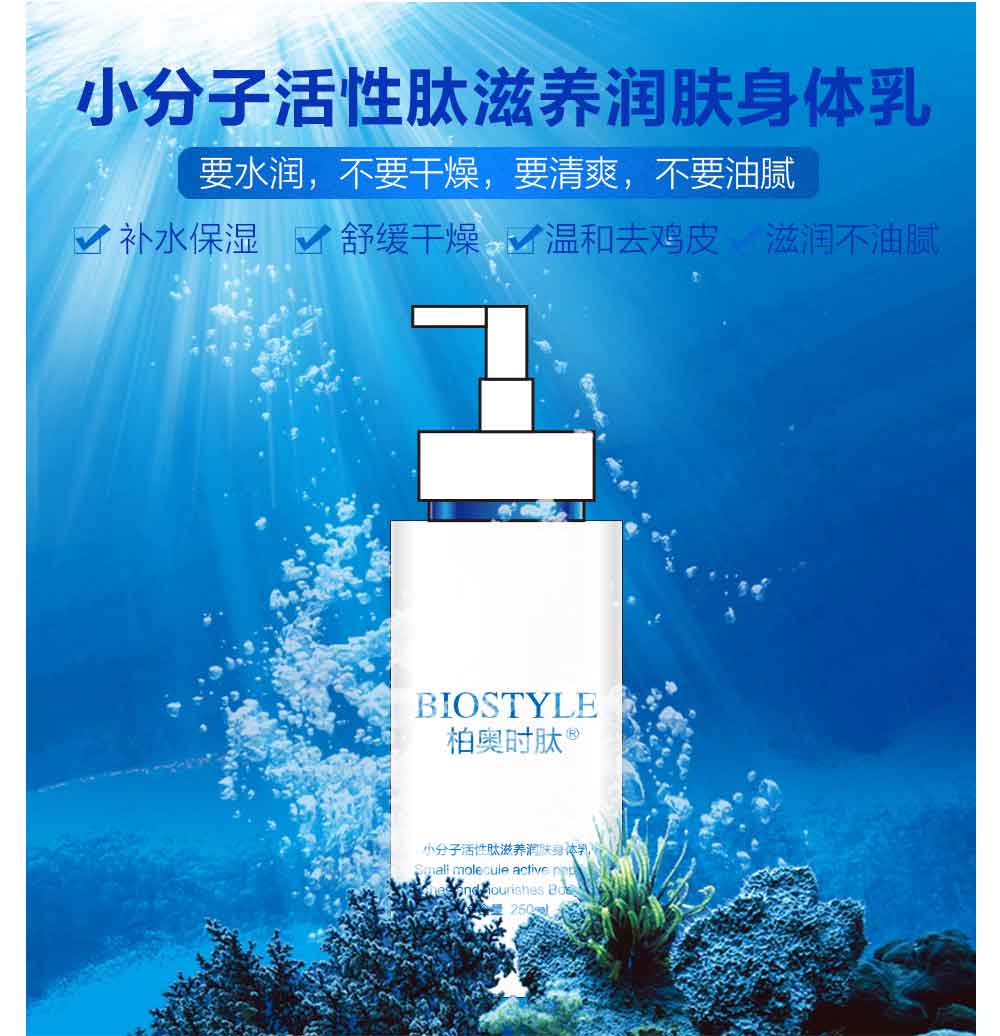 小分子活性肽滋养润肤身体乳
要水润，不要干燥，要清爽，不要油腻
补水保湿 舒缓干燥 温和去鸡皮 滋润不油腻
BIOSTYLE
柏奥时肽®
小分子活性肽滋养润肤身体乳
Small molecule active
nourishes
量 250ml